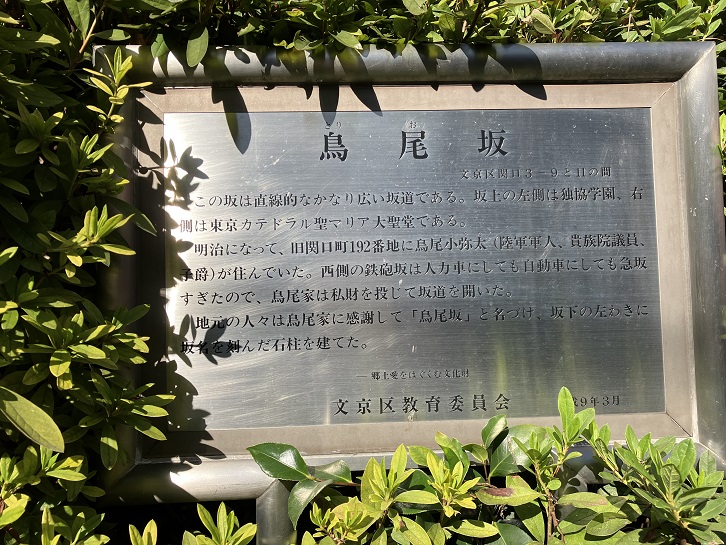 とりお
鳥尾坂
文京区関口3－9と11の間
この坂は直線的なかなり広い坂道である。坂上の左側は独協学園、右
側は東京カテドラル聖マリア大聖堂である。
明治になって、旧関口町192番地に鳥尾小弥太（陸軍軍人、貴族院議員、
子爵）が住んでいた。西側の鉄砲坂は人力車にしても自動車にしても急坂
すぎたので、鳥尾家は私財を投じて坂道を開いた。
地元の人々は鳥尾家に感謝して「鳥尾坂」と名づけ、坂下の左わきに
坂名を刻んだ石柱を建てた。
―郷土愛をはぐくむ文化財―
文京区教育委員会 9年3月